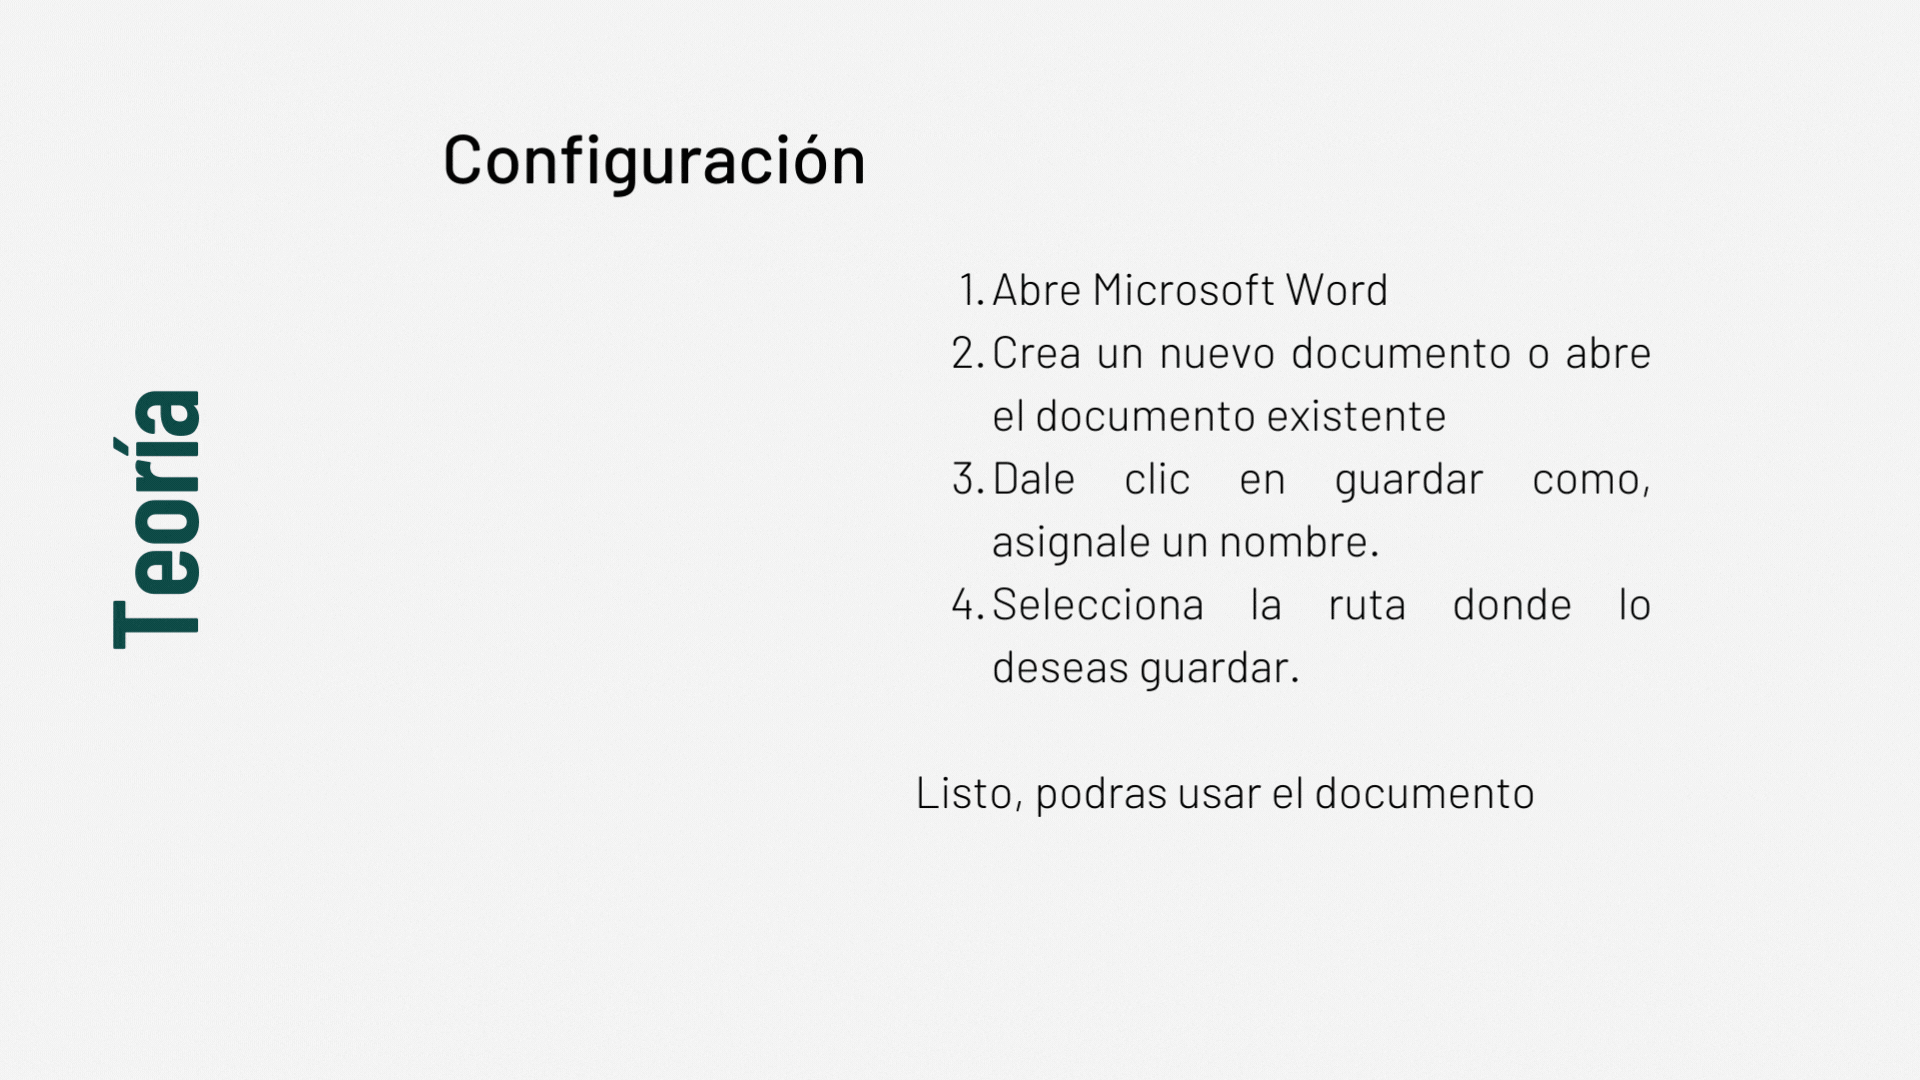 Configuración
Teoría
1. Abre Microsoft Word
2. Crea un nuevo documento o abre
el documento existente
3. Dale clic en guardar como,
asignale un nombre.
4. Selecciona la ruta donde lo
deseas guardar.
Listo, podras usar el documento